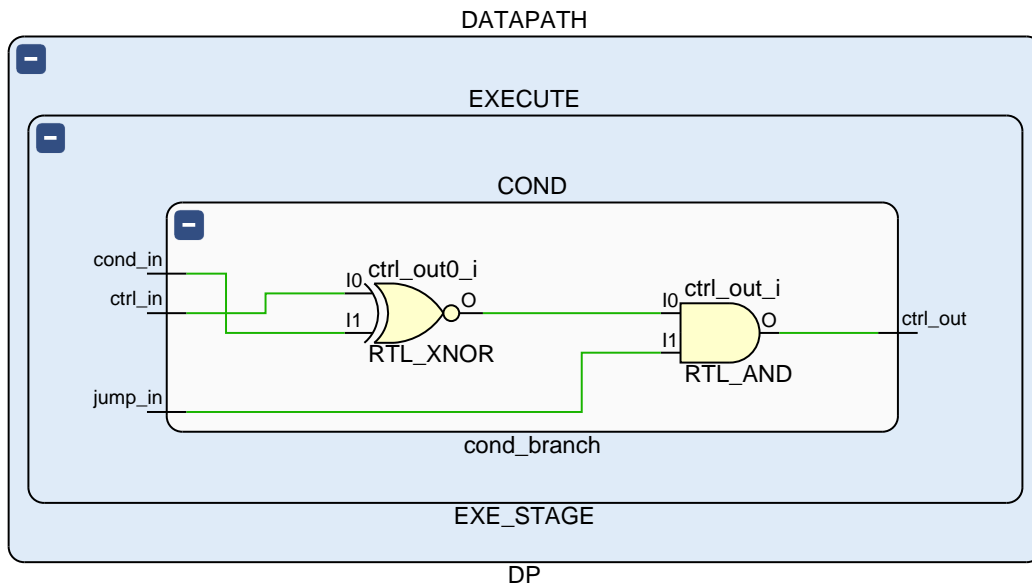 DATAPATH
EXECUTE
COND
cond_in
ctrl_in
jump_in
ctrl_out0_i
I0
I1
O
RTL_XNOR
ctrl_out_i
I0
I1
O
RTL_AND
ctrl_out
cond_branch
EXE_STAGE
DP